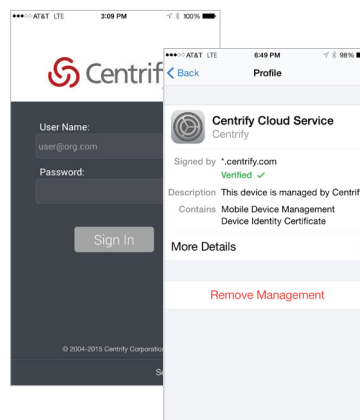 AT&T LTE 3:09 PM 100%
Centrif
User Name:
user@org.com
Password:
Sign In
© 2004-2015 Centrify Corporation
AT&T LTE 6:49 PM 98%
Back Profile
Centrify Cloud Service
Centrify
Signed by *.centrify.com
Verified ✓
Description This device is managed by Centrif
Contains Mobile Device Management
Device Identity Certificate
More Details
Remove Management